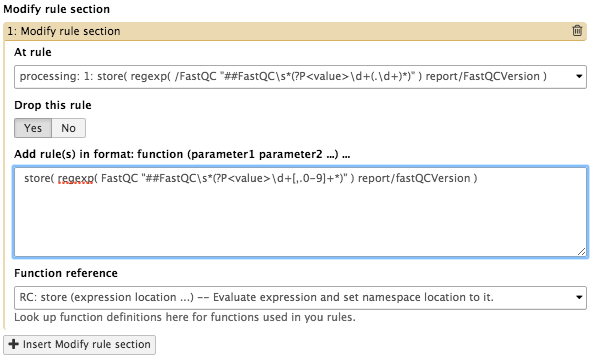 Modify rule section
1: Modify rule section
At rule
processing: 1: store( regexp( /FastQC "##FastQC\s*(?P<value>\d+(.\d+)*)" ) report/FastQCVersion )
Drop this rule
Yes No
Add rule(s) in format: function (parameter1 parameter2 ...) ...
store( regexp( FastQC "##FastQC\s*(?P<value>\d+[,.0-9]+*)" ) report/fastQCVersion )
Function reference
RC: store (expression location ...) -- Evaluate expression and set namespace location to it.
Look up function definitions here for functions used in you rules.
+ Insert Modify rule section